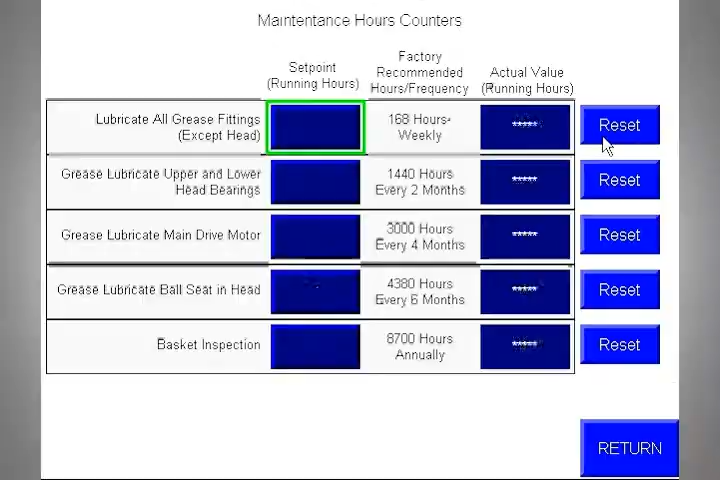 Maintentance Hours Counters
Setpoint
(Running Hours)
Factory
Recommended
Hours/Frequency
Actual Value
(Running Hours)
Lubricate All Grease Fittings
(Except Head)
168 Hours-
Weekly
*****
Reset
Grease Lubricate Upper and Lower
Head Bearings
1440 Hours
Every 2 Months
*****
Reset
Grease Lubricate Main Drive Motor
3000 Hours
Every 4 Months
*****
Reset
Grease Lubricate Ball Seat in Head
4380 Hours
Every 6 Months
*****
Reset
Basket Inspection
8700 Hours
Annually
*****
Reset
RETURN